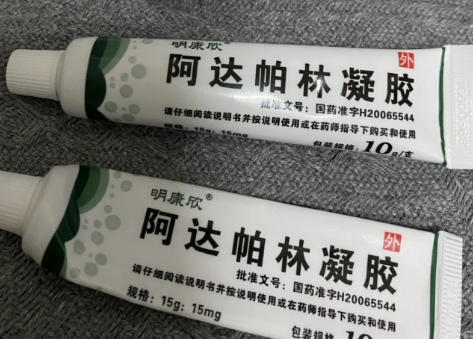 明康欣
外
阿达帕林凝胶
批准文号：国药准字H20065544
请仔细阅读说明书并按说明使用或在药师指导下购买和使用
规格：15g：15mg
包装规格：10g/支
明康欣®
外
阿达帕林凝胶
批准文号：国药准字H20065544
请仔细阅读说明书并按说明使用或在药师指导下购买和使用
规格：15g：15mg
包装规格